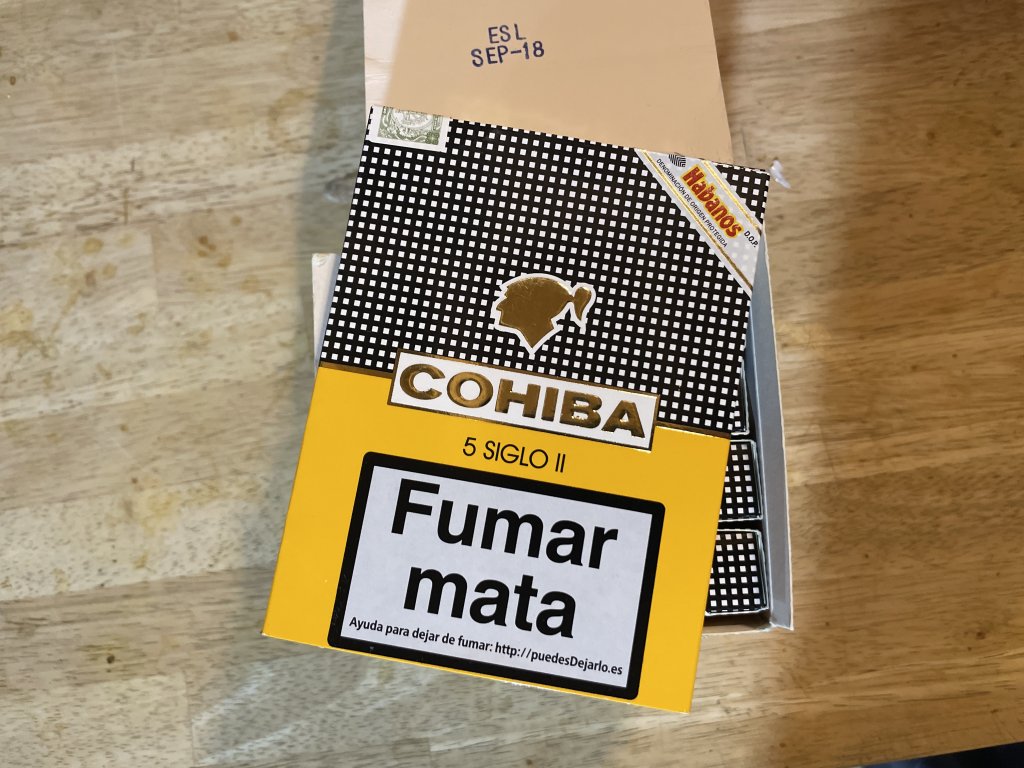 ESL
SEP-18
Habanos
DENOMINACIÓN DE ORIGEN PROTEGIDA
D.O.P.
COHIBA
5 SIGLO II
Fumar
mata
Ayuda para dejar de fumar: http://puedesDejarlo.es